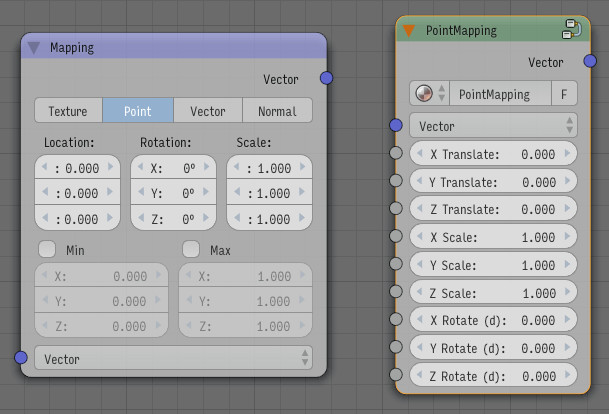 Mapping
Vector
Texture Point Vector Normal
Location: Rotation: Scale:
: 0.000 X: 0° : 1.000
: 0.000 Y: 0° : 1.000
: 0.000 Z: 0° : 1.000
Min Max
X: 0.000 X: 1.000
Y: 0.000 Y: 1.000
Z: 0.000 Z: 1.000
Vector
PointMapping
Vector
PointMapping F
Vector
X Translate: 0.000
Y Translate: 0.000
Z Translate: 0.000
X Scale: 1.000
Y Scale: 1.000
Z Scale: 1.000
X Rotate (d): 0.000
Y Rotate (d): 0.000
Z Rotate (d): 0.000